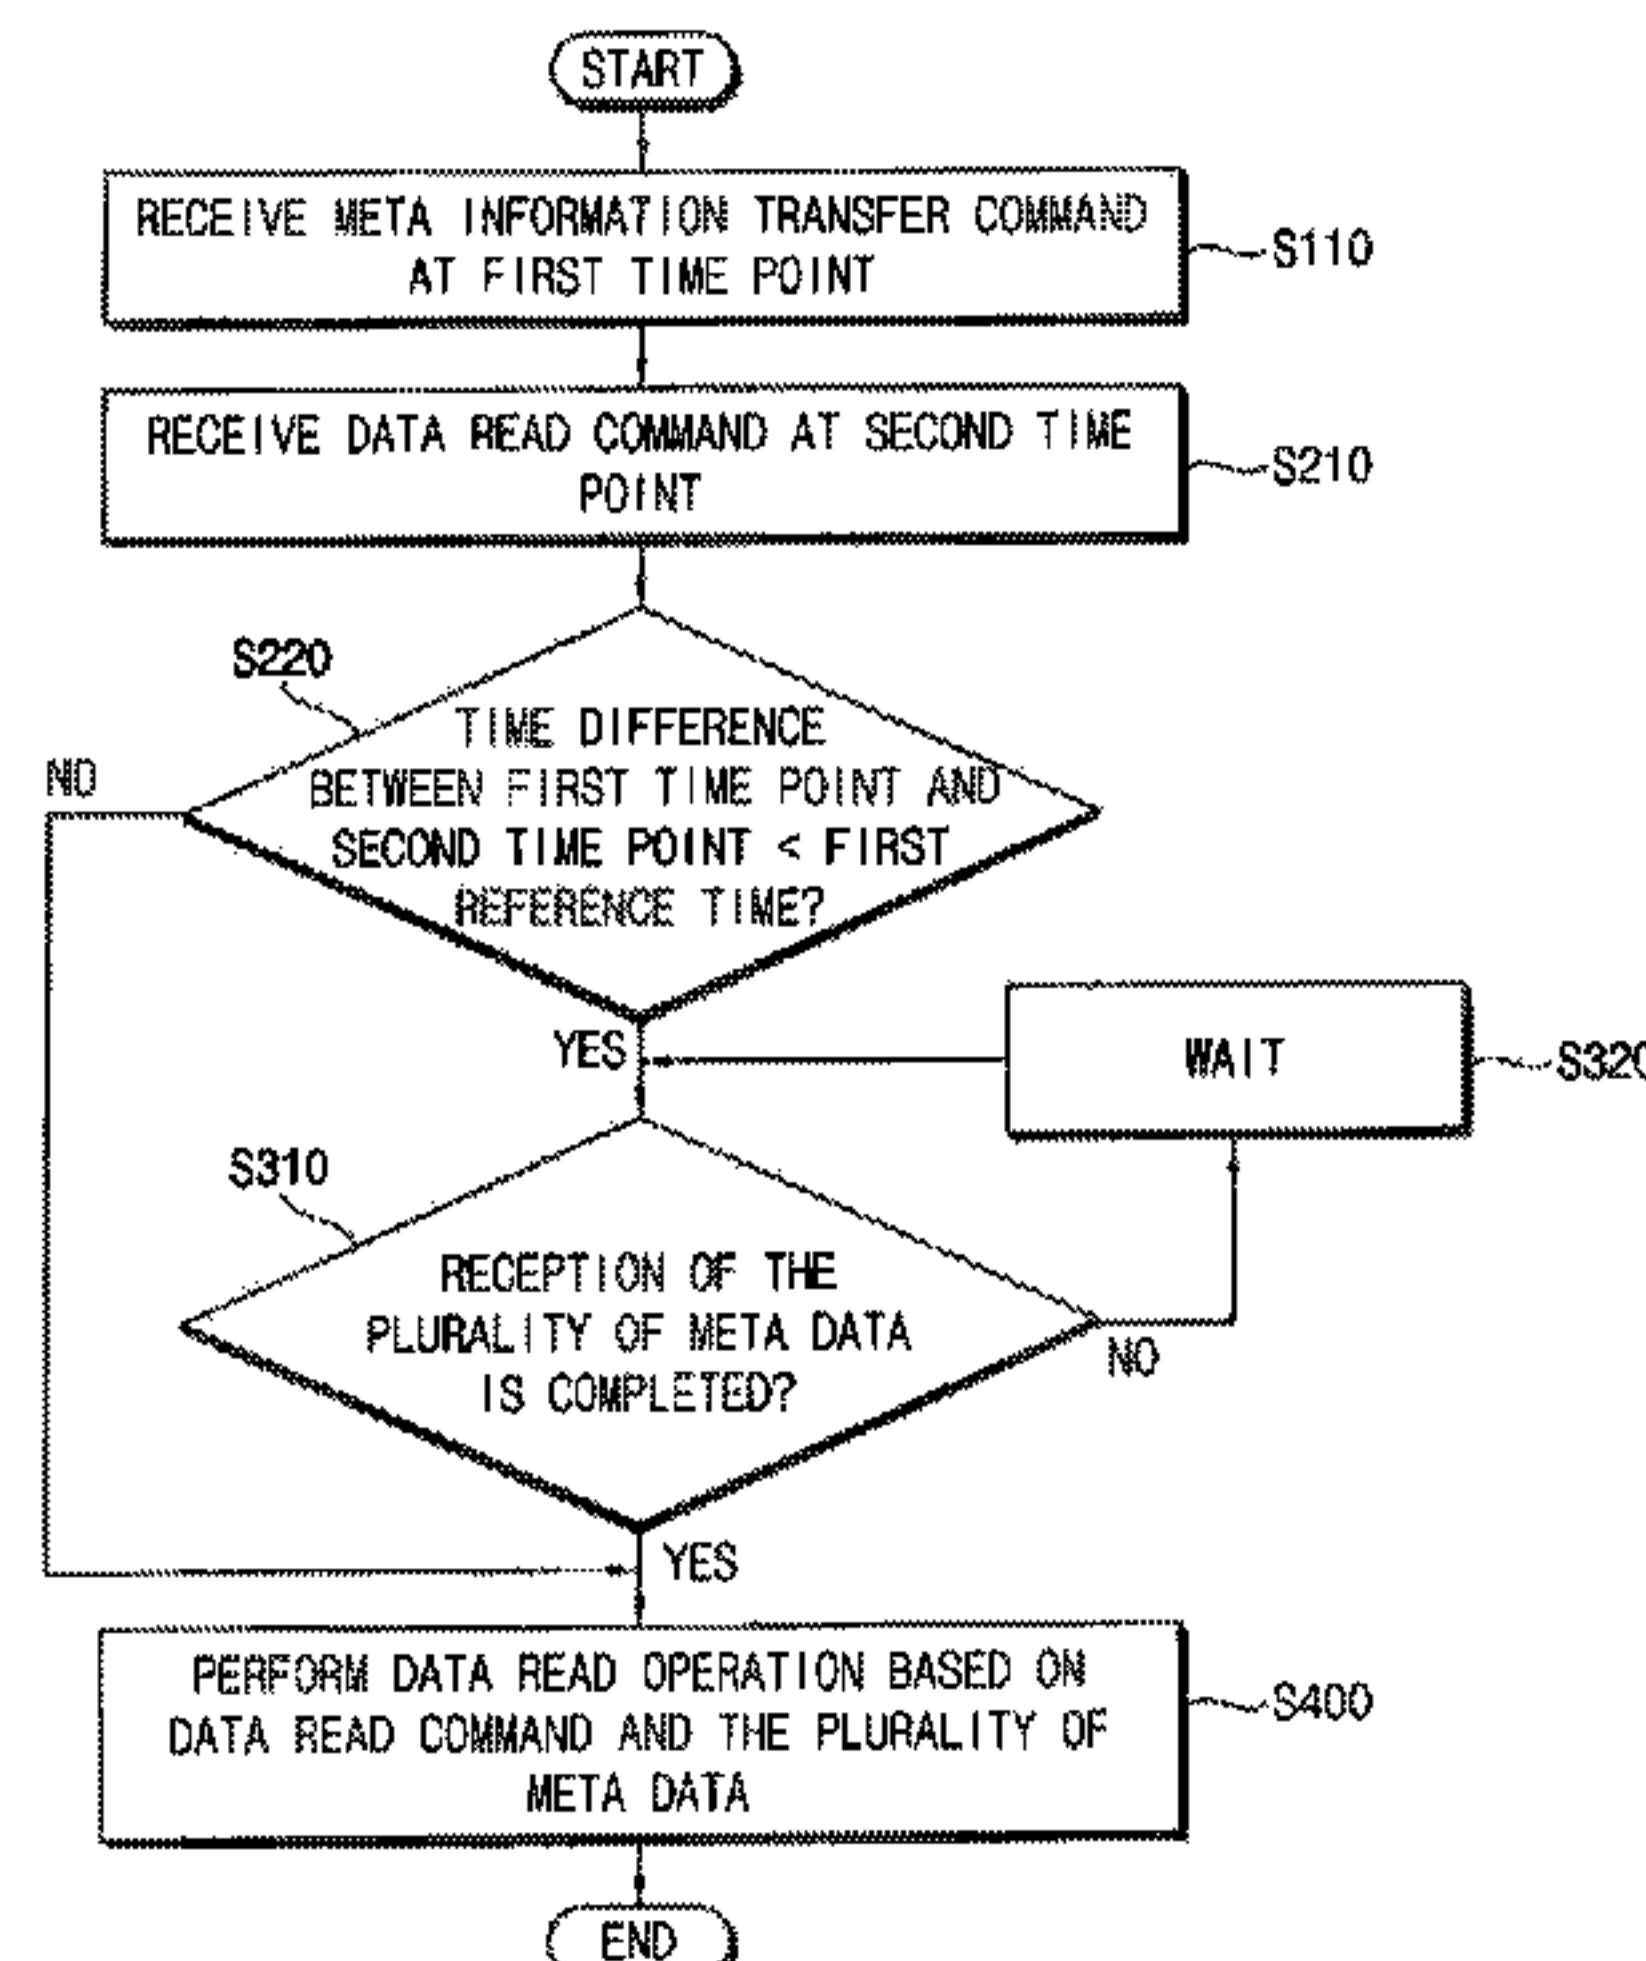 START
RECEIVE META INFORMATION TRANSFER COMMAND
AT FIRST TIME POINT
S110
RECEIVE DATA READ COMMAND AT SECOND TIME
POINT
S210
S220
TIME DIFFERENCE
BETWEEN FIRST TIME POINT AND
SECOND TIME POINT < FIRST
REFERENCE TIME?
NO
YES
WAIT
S320
S310
RECEPTION OF THE
PLURALITY OF META DATA
IS COMPLETED?
NO
YES
PERFORM DATA READ OPERATION BASED ON
DATA READ COMMAND AND THE PLURALITY OF
META DATA
S400
END